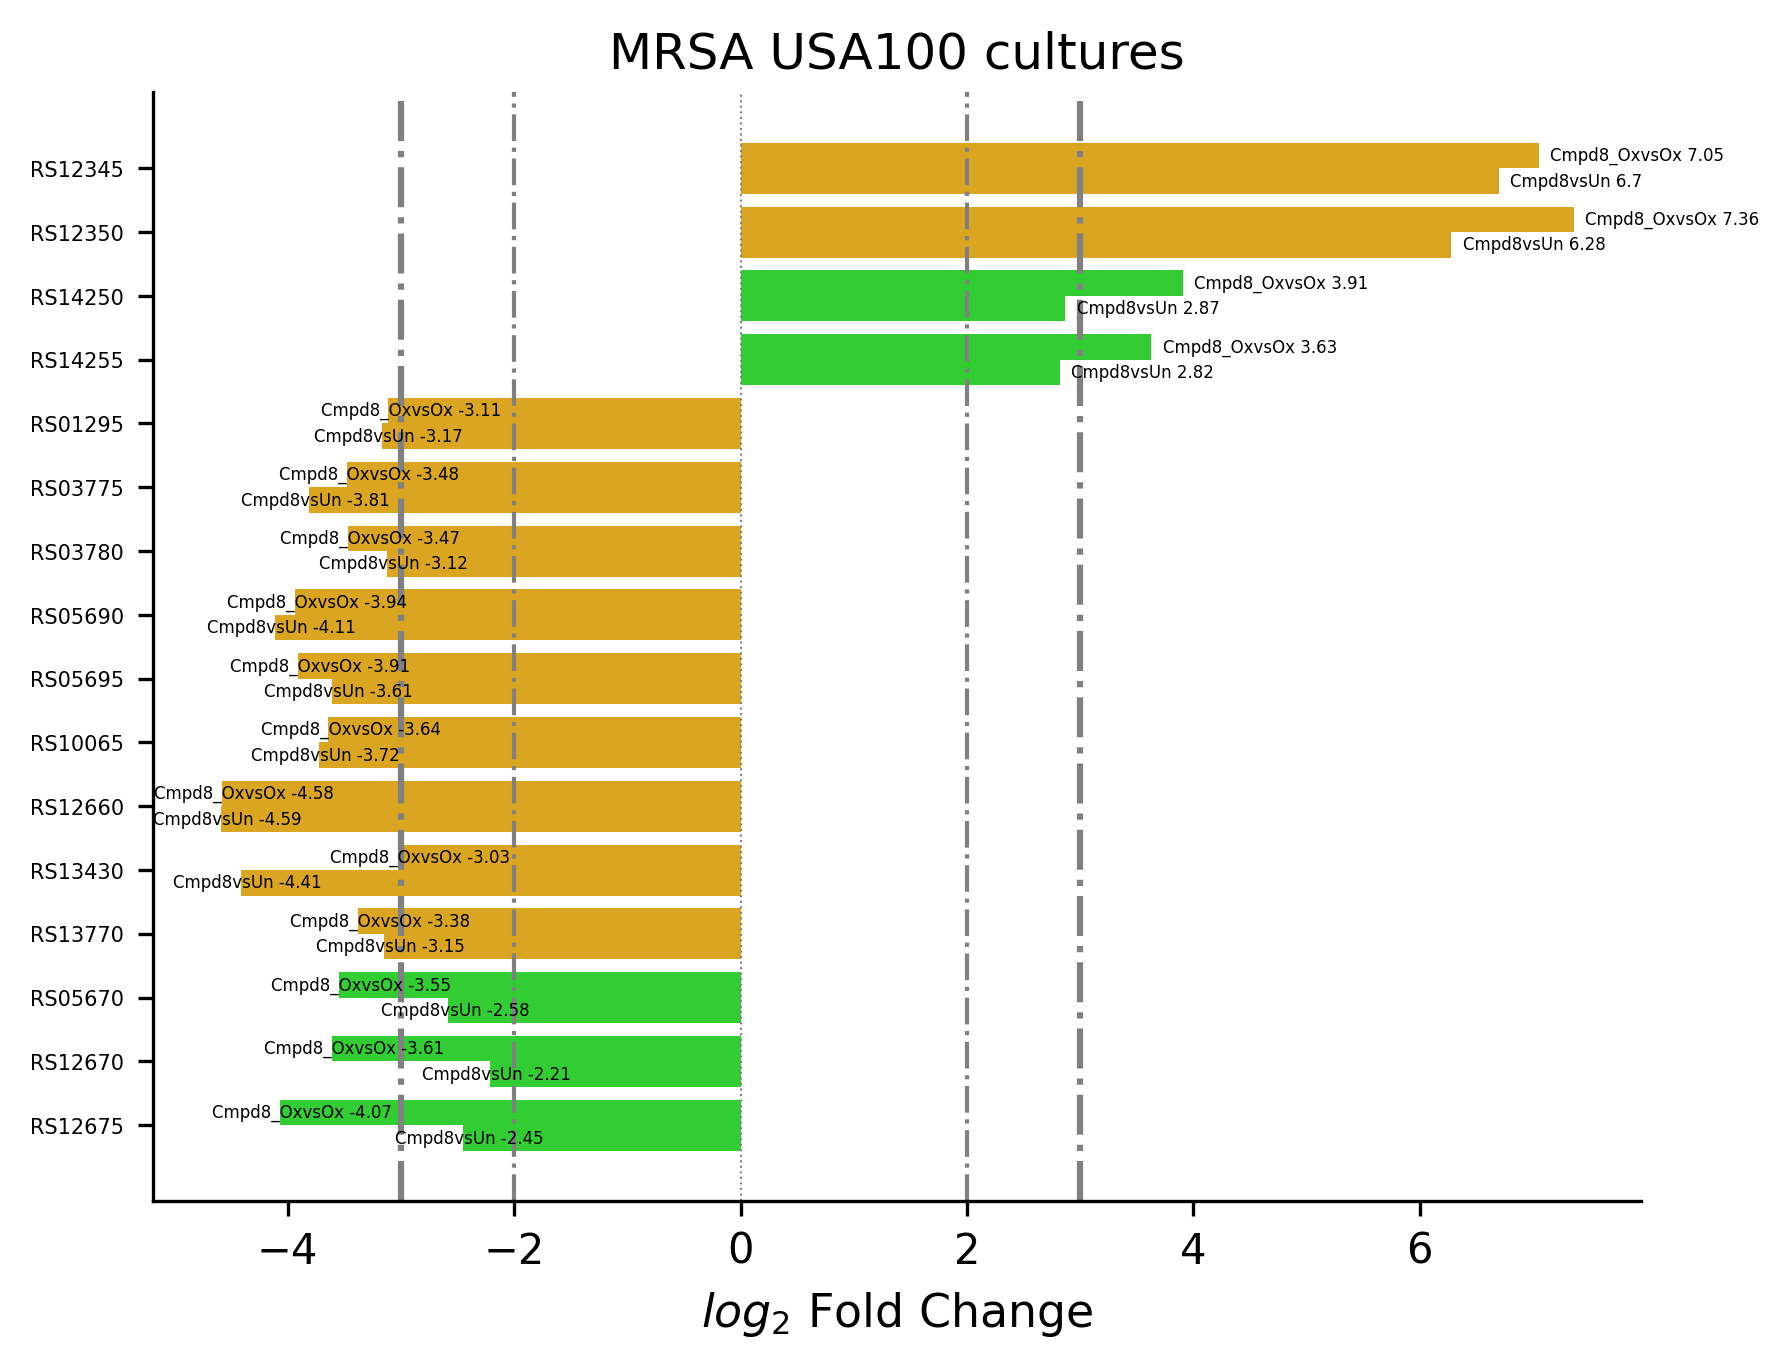 MRSA USA100 cultures
RS12345
Cmpd8_OxvsOx 7.05
Cmpd8vsUn 6.7
RS12350
Cmpd8_OxvsOx 7.36
Cmpd8vsUn 6.28
RS14250
Cmpd8_OxvsOx 3.91
Cmpd8vsUn 2.87
RS14255
Cmpd8_OxvsOx 3.63
Cmpd8vsUn 2.82
RS01295
Cmpd8_OxvsOx -3.11
Cmpd8vsUn -3.17
RS03775
Cmpd8_OxvsOx -3.48
Cmpd8vsUn -3.81
RS03780
Cmpd8_OxvsOx -3.47
Cmpd8vsUn -3.12
RS05690
Cmpd8_OxvsOx -3.94
Cmpd8vsUn -4.11
RS05695
Cmpd8_OxvsOx -3.91
Cmpd8vsUn -3.61
RS10065
Cmpd8_OxvsOx -3.64
Cmpd8vsUn -3.72
RS12660
Cmpd8_OxvsOx -4.58
Cmpd8vsUn -4.59
RS13430
Cmpd8_OxvsOx -3.03
Cmpd8vsUn -4.41
RS13770
Cmpd8_OxvsOx -3.38
Cmpd8vsUn -3.15
RS05670
Cmpd8_OxvsOx -3.55
Cmpd8vsUn -2.58
RS12670
Cmpd8_OxvsOx -3.61
Cmpd8vsUn -2.21
RS12675
Cmpd8_OxvsOx -4.07
Cmpd8vsUn -2.45
−4 −2 0 2 4 6
log₂ Fold Change